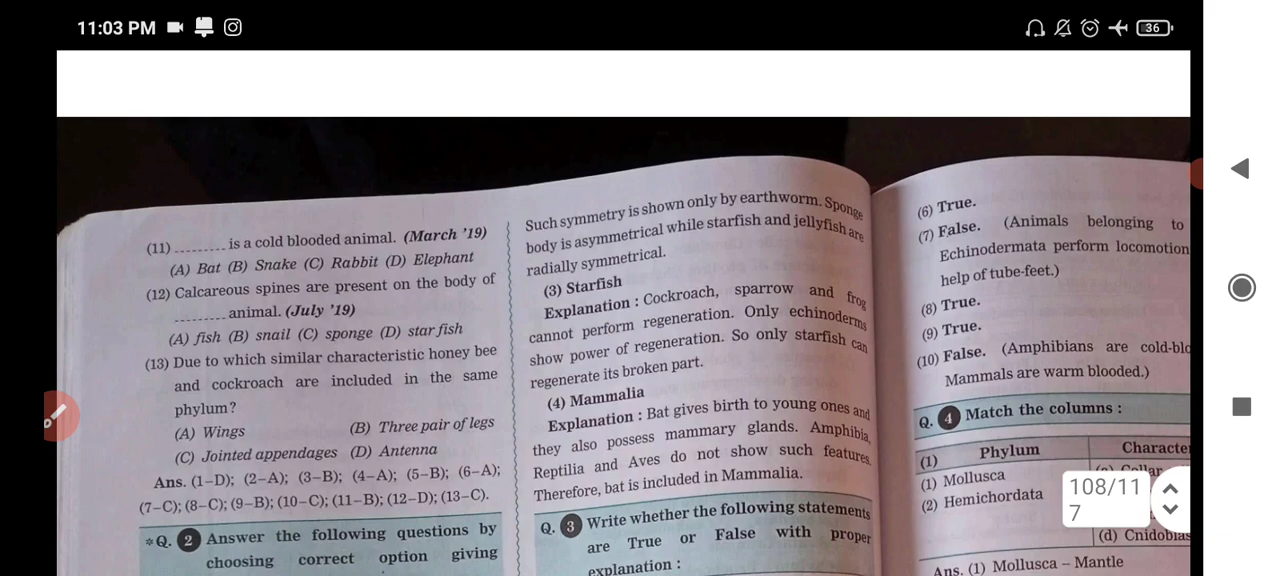 11:03 PM
36
(11) ........ is a cold blooded animal. (March ’19)
(A) Bat (B) Snake (C) Rabbit (D) Elephant
(12) Calcareous spines are present on the body of
........ animal. (July ’19)
(A) fish (B) snail (C) sponge (D) star fish
(13) Due to which similar characteristic honey bee
and cockroach are included in the same
phylum?
(A) Wings (B) Three pair of legs
(C) Jointed appendages (D) Antenna
Ans. (1–D); (2–A); (3–B); (4–A); (5–B); (6–A);
(7–C); (8–C); (9–B); (10–C); (11–B); (12–D); (13–C).
*Q. 2 Answer the following questions by
choosing correct option giving
Such symmetry is shown only by earthworm. Sponge
body is asymmetrical while starfish and jellyfish are
radially symmetrical.
(3) Starfish
Explanation : Cockroach, sparrow and frog
cannot perform regeneration. Only echinoderms
show power of regeneration. So only starfish can
regenerate its broken part.
(4) Mammalia
Explanation : Bat gives birth to young ones and
they also possess mammary glands. Amphibia,
Reptilia and Aves do not show such features.
Therefore, bat is included in Mammalia.
Q. 3 Write whether the following statements
are True or False with proper
explanation :
(6) True.
(7) False. (Animals belonging to
Echinodermata perform locomotion
help of tube-feet.)
(8) True.
(9) True.
(10) False. (Amphibians are cold-blo
Mammals are warm blooded.)
Q. 4 Match the columns :
(1) Phylum Character
(1) Mollusca
(2) Hemichordata
(d) Cnidoblas
Ans. (1) Mollusca – Mantle
108/11
7